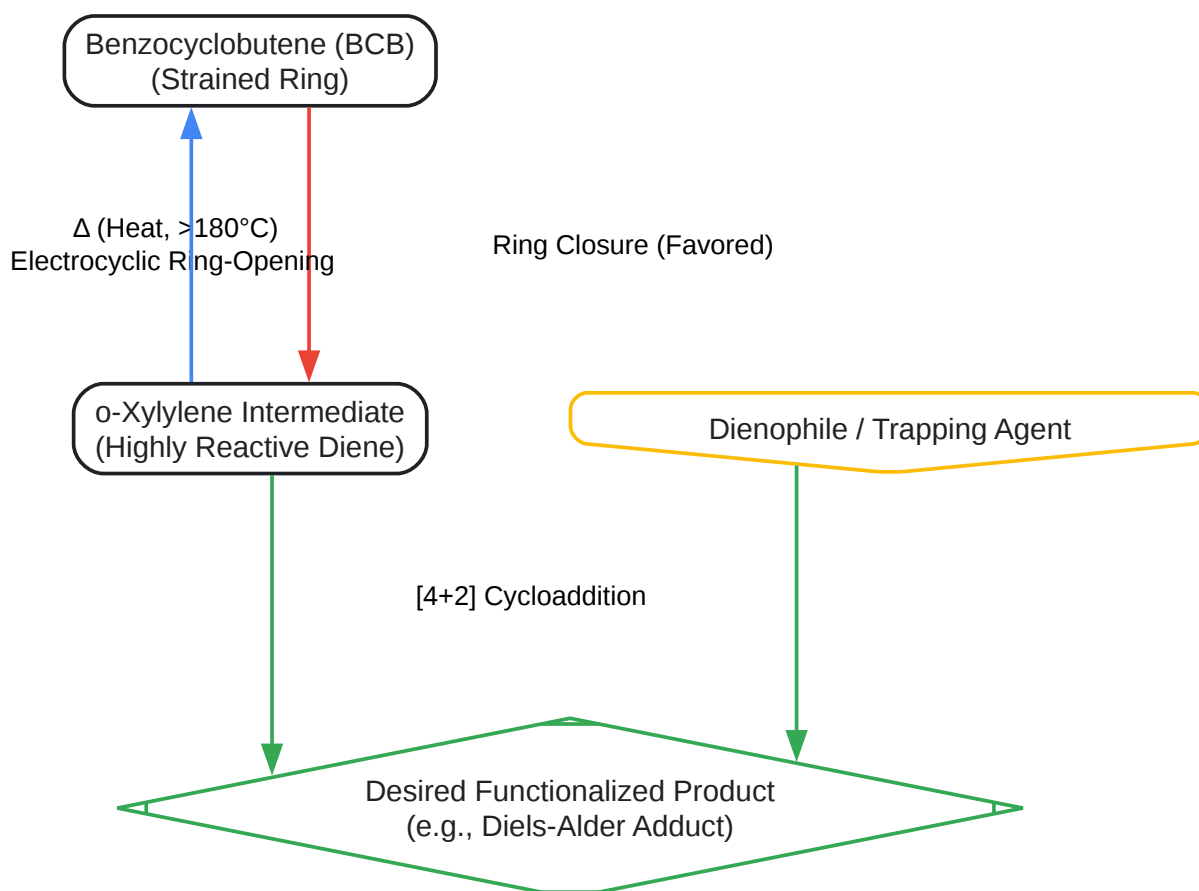 Benzocyclobutene (BCB)
(Strained Ring)
Δ (Heat, >180°C)
Electrocyclic Ring-Opening
Ring Closure (Favored)
o-Xylylene Intermediate
(Highly Reactive Diene)
Dienophile / Trapping Agent
[4+2] Cycloaddition
Desired Functionalized Product
(e.g., Diels-Alder Adduct)